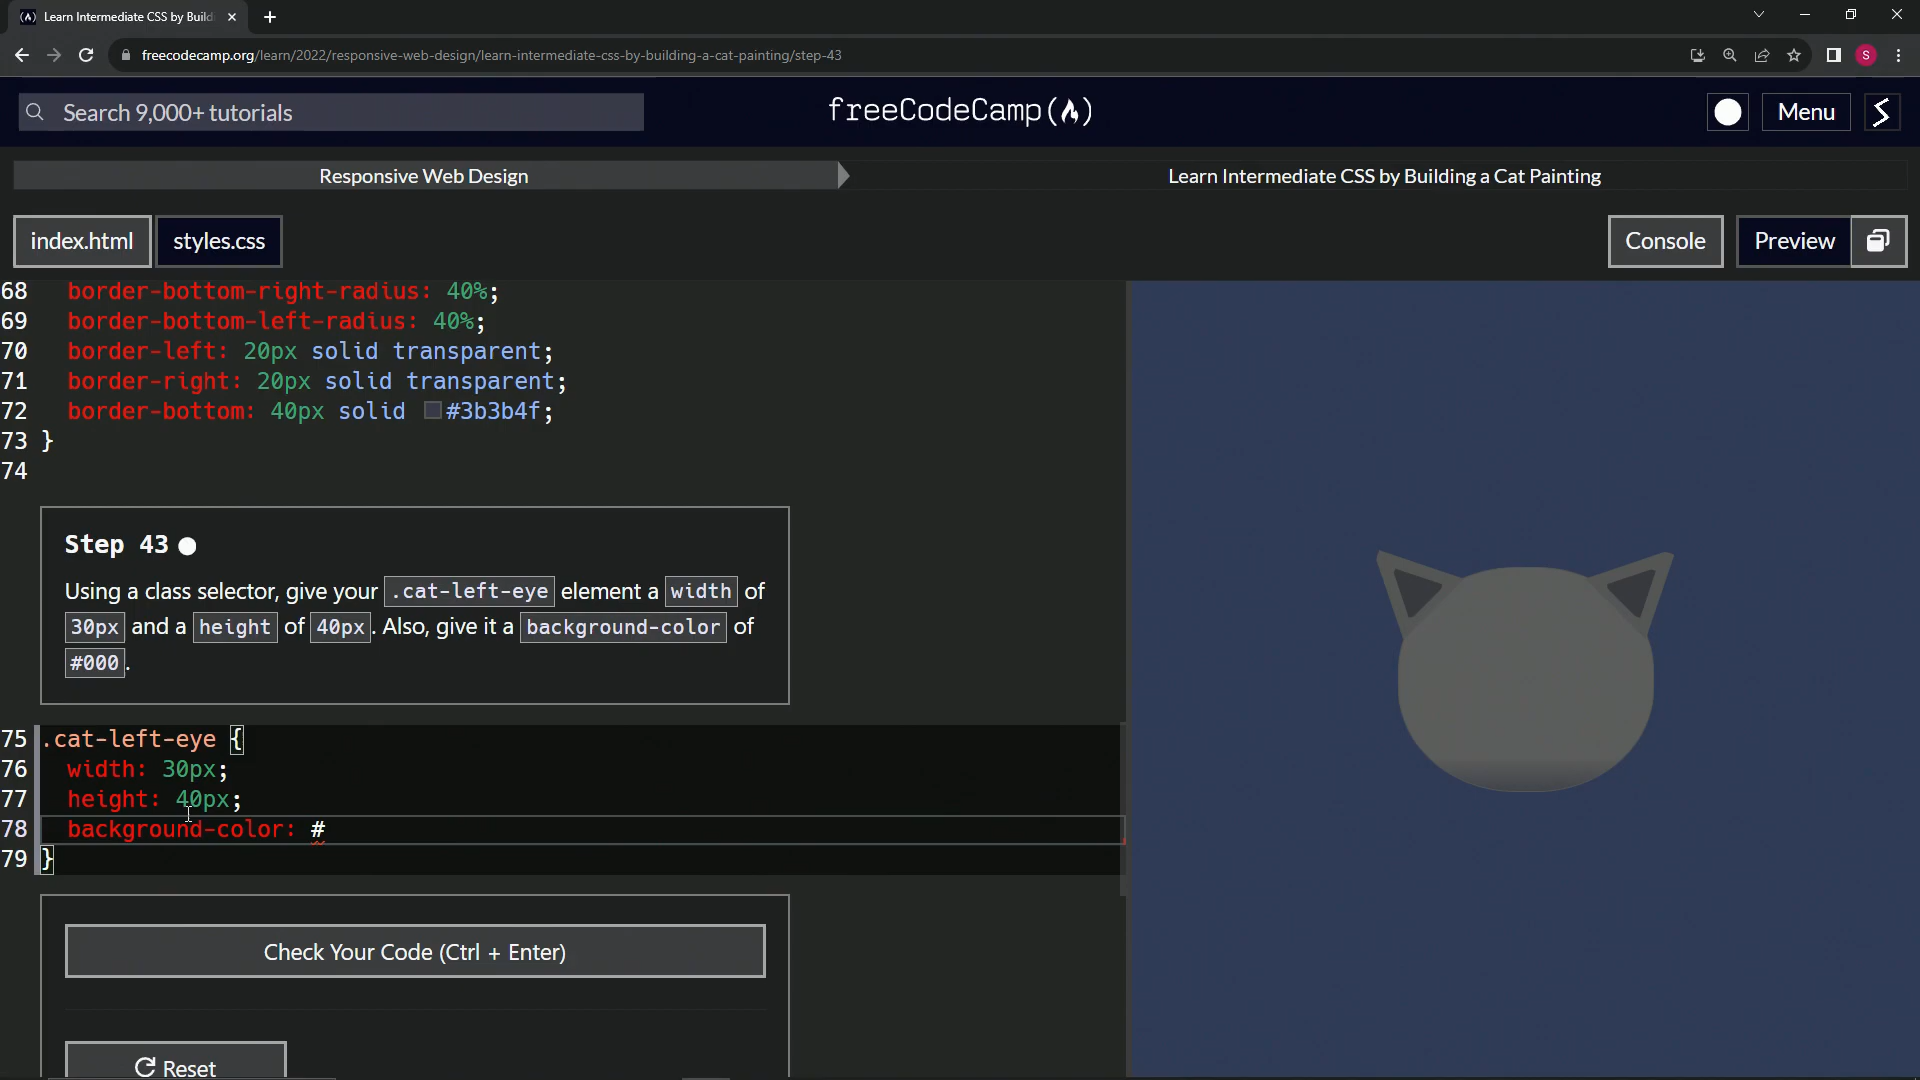 Learn Intermediate CSS by Build
freecodecamp.org/learn/2022/responsive-web-design/learn-intermediate-css-by-building-a-cat-painting/step-43
S
Search 9,000+ tutorials
freeCodeCamp
Menu
Responsive Web Design
Learn Intermediate CSS by Building a Cat Painting
index.html
styles.css
Console
Preview
68 border-bottom-right-radius: 40%;
69 border-bottom-left-radius: 40%;
70 border-left: 20px solid transparent;
71 border-right: 20px solid transparent;
72 border-bottom: 40px solid #3b3b4f;
73 }
74
Step 43
Using a class selector, give your .cat-left-eye element a width of
30px and a height of 40px. Also, give it a background-color of
#000.
75 .cat-left-eye {
76 width: 30px;
77 height: 40px;
78 background-color: #
79 }
Check Your Code (Ctrl + Enter)
Reset